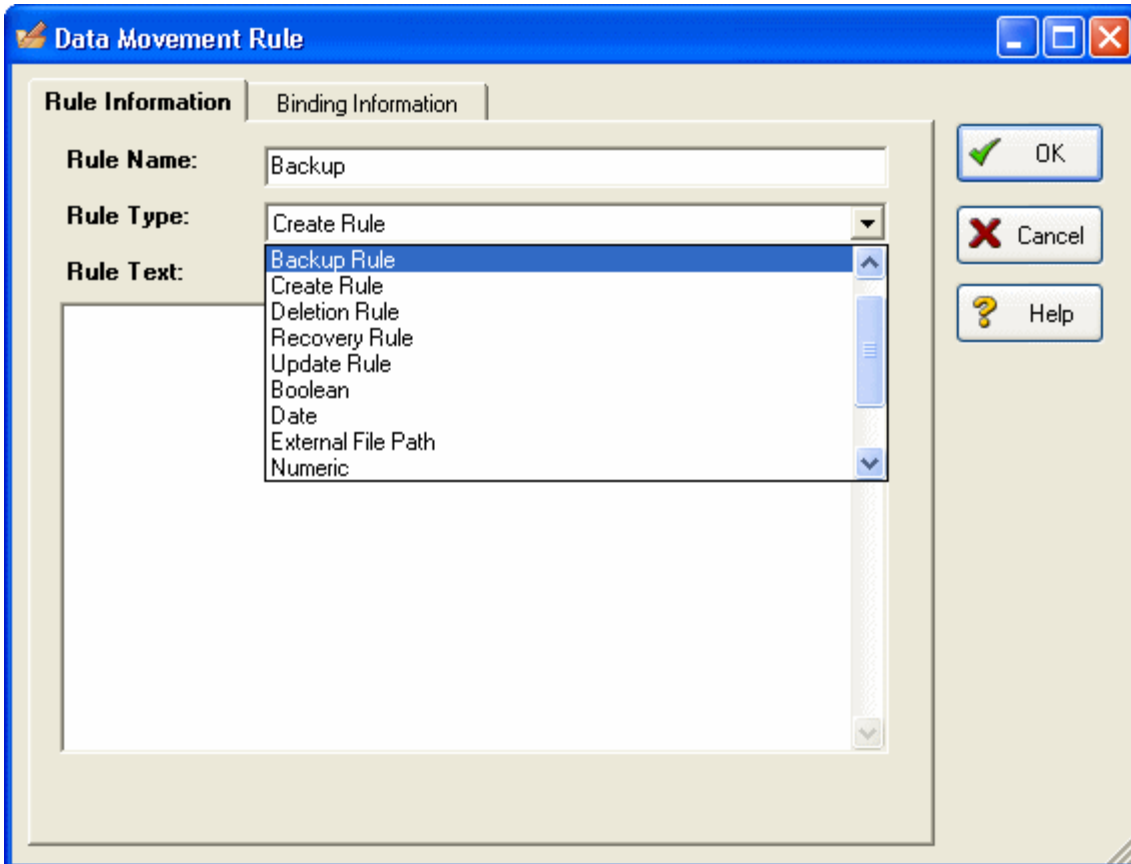 Data Movement Rule
Rule Information
Binding Information
Rule Name:
Backup
OK
Rule Type:
Create Rule
Cancel
Rule Text:
Backup Rule
Create Rule
Deletion Rule
Recovery Rule
Update Rule
Boolean
Date
External File Path
Numeric
Help